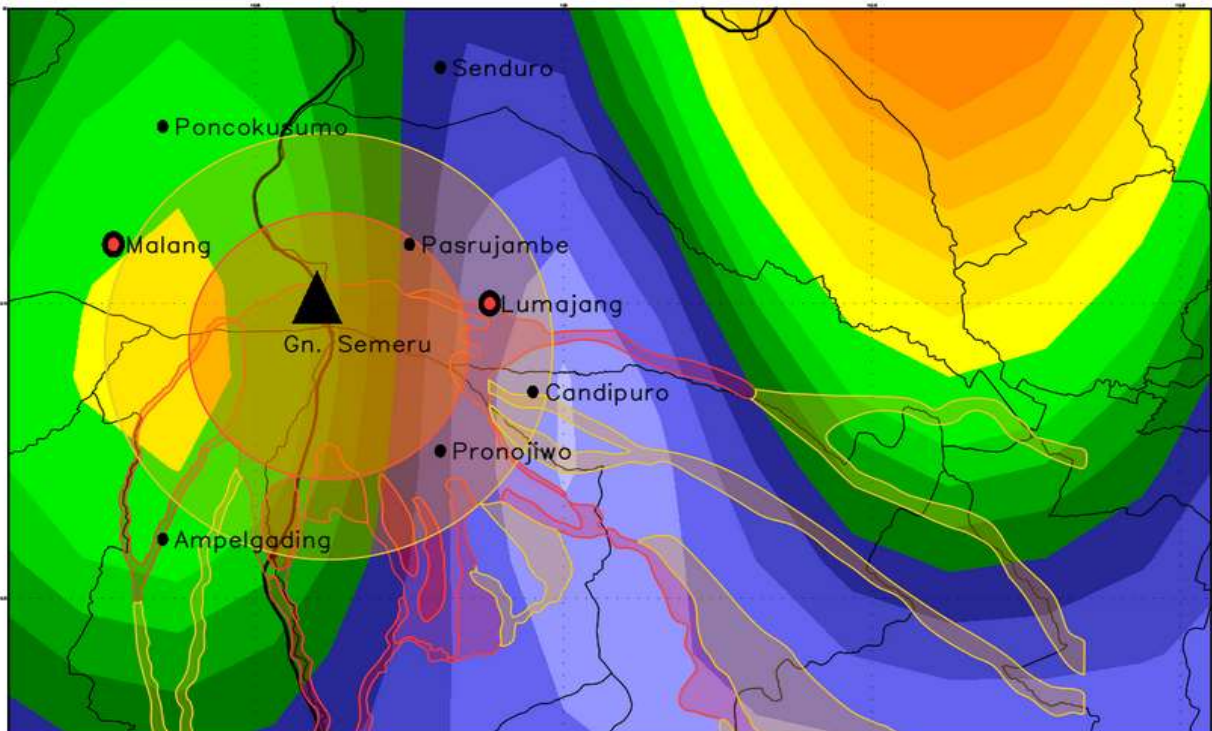 Senduro
Poncokusumo
Malang
Pasrujambe
Lumajang
Gn. Semeru
Candipuro
Pronojiwo
Ampelgading